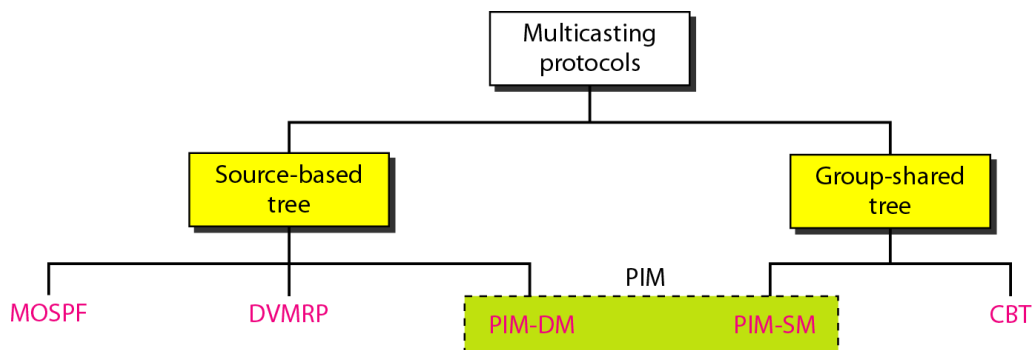 Multicasting
protocols
Source-based
tree
Group-shared
tree
PIM
MOSPF
DVMRP
PIM-DM
PIM-SM
CBT